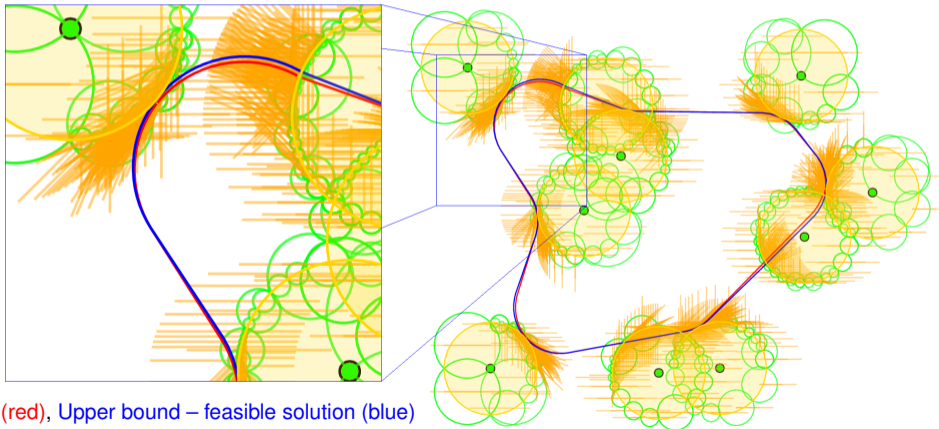 (red), Upper bound – feasible solution (blue)